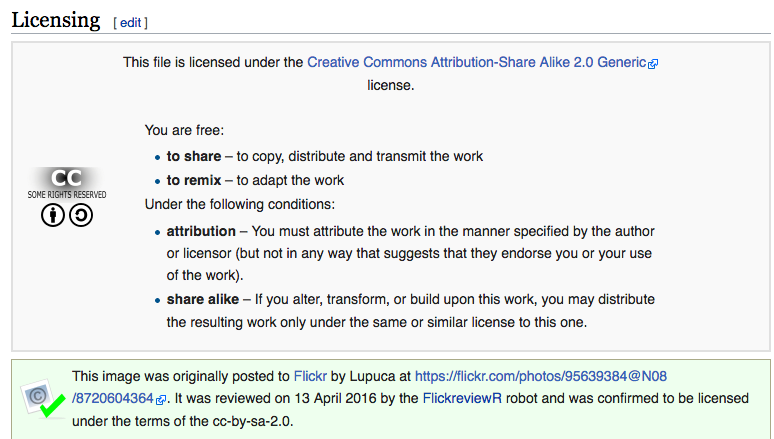 Licensing [ edit ]
This file is licensed under the Creative Commons Attribution-Share Alike 2.0 Generic
license.
You are free:
• to share – to copy, distribute and transmit the work
• to remix – to adapt the work
Under the following conditions:
• attribution – You must attribute the work in the manner specified by the author
or licensor (but not in any way that suggests that they endorse you or your use
of the work).
• share alike – If you alter, transform, or build upon this work, you may distribute
the resulting work only under the same or similar license to this one.
CC
SOME RIGHTS RESERVED
This image was originally posted to Flickr by Lupuca at https://flickr.com/photos/95639384@N08
/8720604364. It was reviewed on 13 April 2016 by the FlickreviewR robot and was confirmed to be licensed
under the terms of the cc-by-sa-2.0.